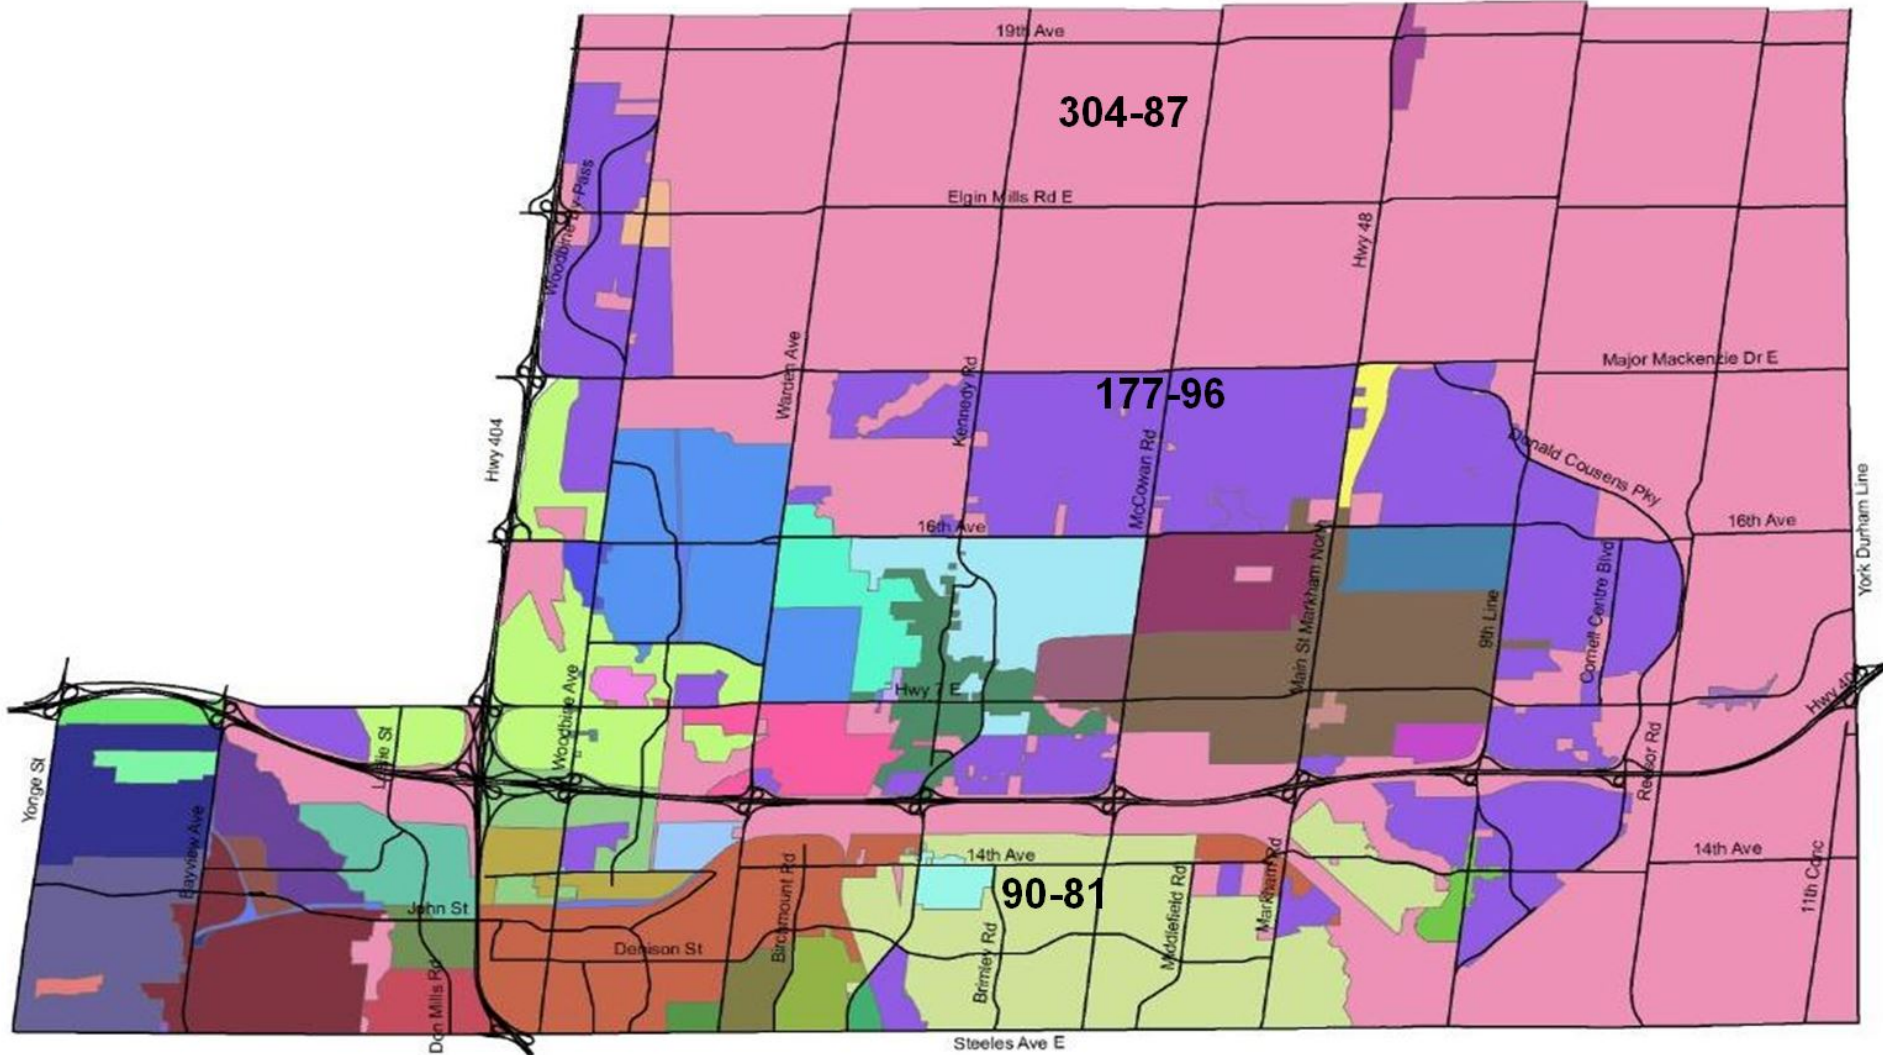 19th Ave
304-87
Elgin Mills Rd E
Woodbine By-Pass
Hwy 48
Major Mackenzie Dr E
177-96
Warden Ave
Kennedy Rd
McCowan Rd
Hwy 404
Donald Cousens Pky
16th Ave
16th Ave
York Durham Line
Main St Markham North
9th Line
Cornell Centre Blvd
Woodbine Ave
Hwy 7 E
Hwy 407
Reesor Rd
Leslie St
Yonge St
Bayview Ave
14th Ave
14th Ave
90-81
John St
Denison St
Birchmount Rd
Brimley Rd
Middlefield Rd
Markham Rd
11th Conc
Don Mills Rd
Steeles Ave E